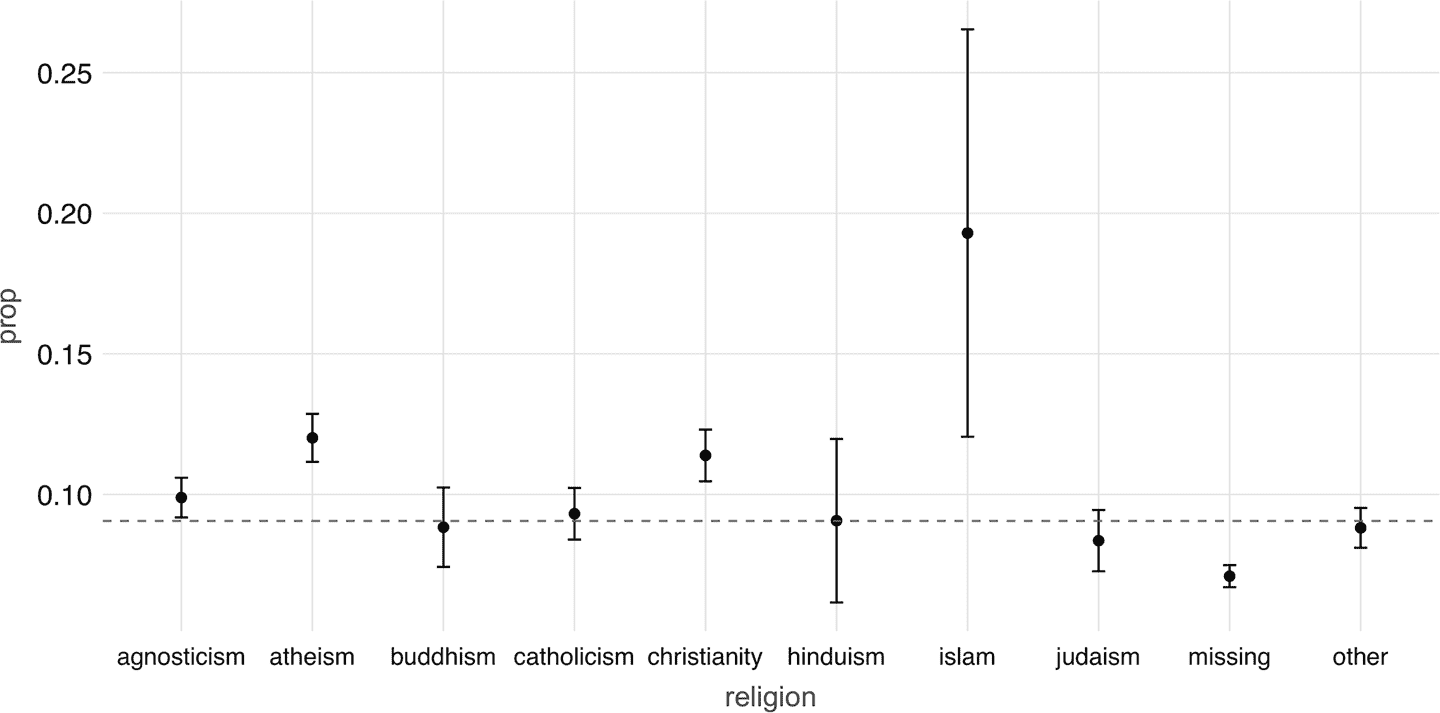 0.25
0.20
0.15
0.10
prop
agnosticism atheism buddhism catholicism christianity hinduism islam judaism missing other
religion